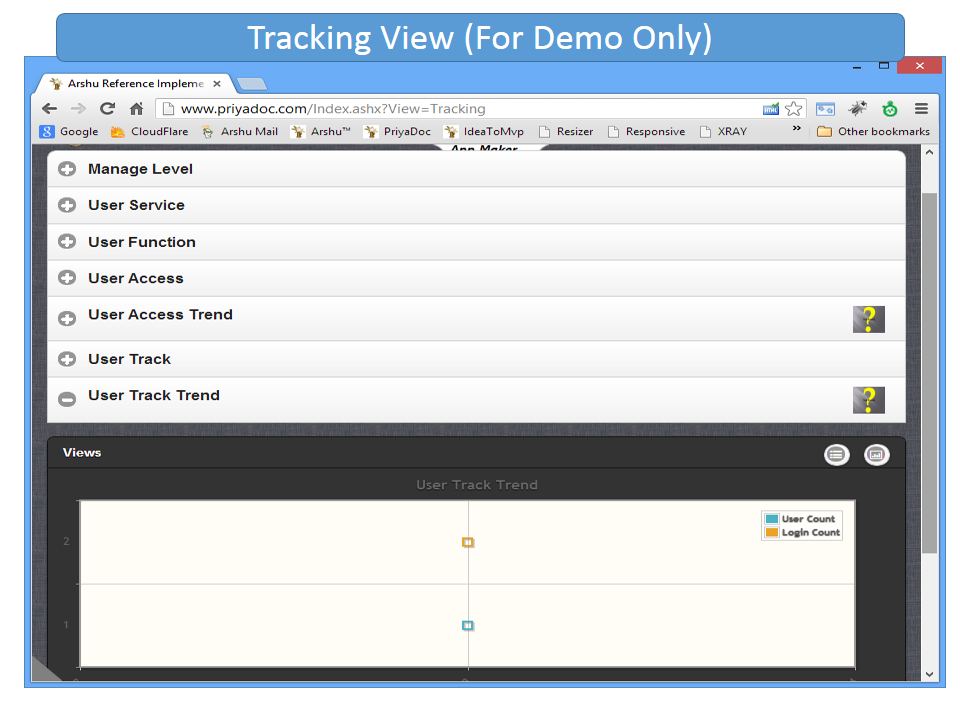 Tracking View (For Demo Only)
Arshu Reference Impleme
www.priyadoc.com/Index.ashx?View=Tracking
Google CloudFlare Arshu Mail Arshu™ PriyaDoc IdeaToMvp Resizer Responsive XRAY » Other bookmarks
App Maker
Manage Level
User Service
User Function
User Access
User Access Trend
?
User Track
User Track Trend
?
Views
User Track Trend
User Count
Login Count
2
1